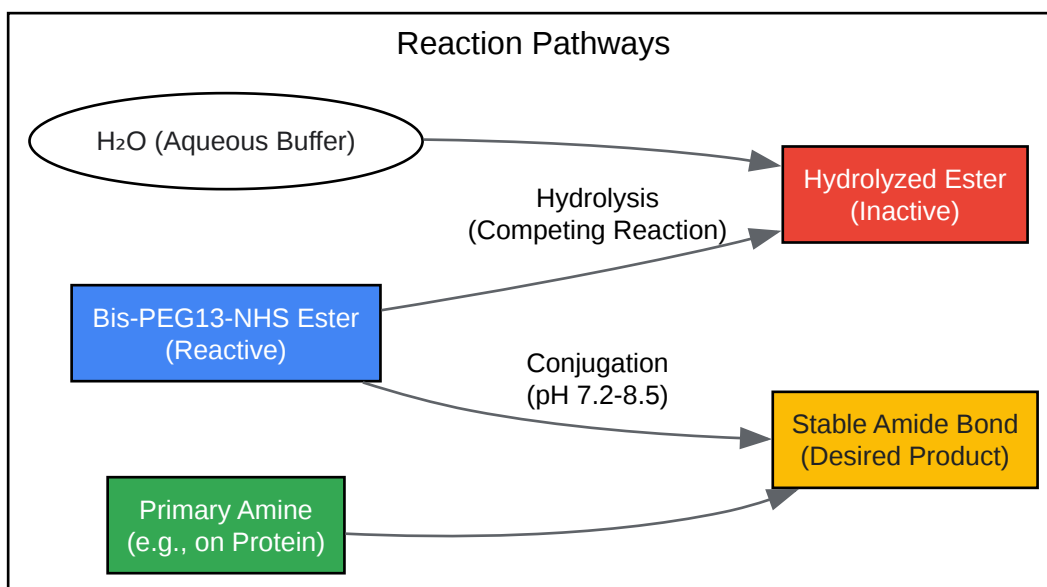 Reaction Pathways
H₂O (Aqueous Buffer)
Hydrolyzed Ester
(Inactive)
Hydrolysis
(Competing Reaction)
Bis-PEG13-NHS Ester
(Reactive)
Conjugation
(pH 7.2-8.5)
Stable Amide Bond
(Desired Product)
Primary Amine
(e.g., on Protein)